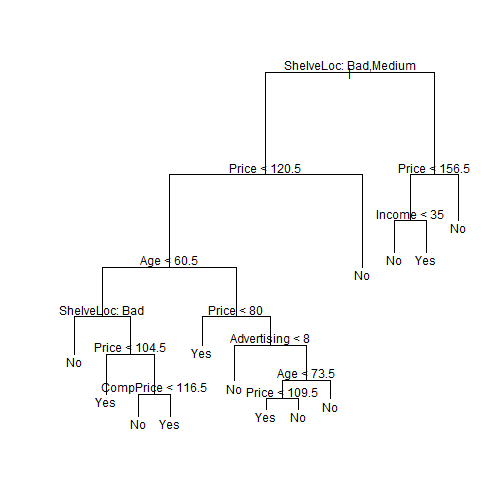 ShelveLoc: Bad,Medium
Price < 120.5
Price < 156.5
Income < 35
No
No
Yes
Age < 60.5
No
ShelveLoc: Bad
Price < 80
Advertising < 8
Price < 104.5
Yes
No
Age < 73.5
CompPrice < 116.5
Price < 109.5
No
Yes
No
Yes
No
No
Yes